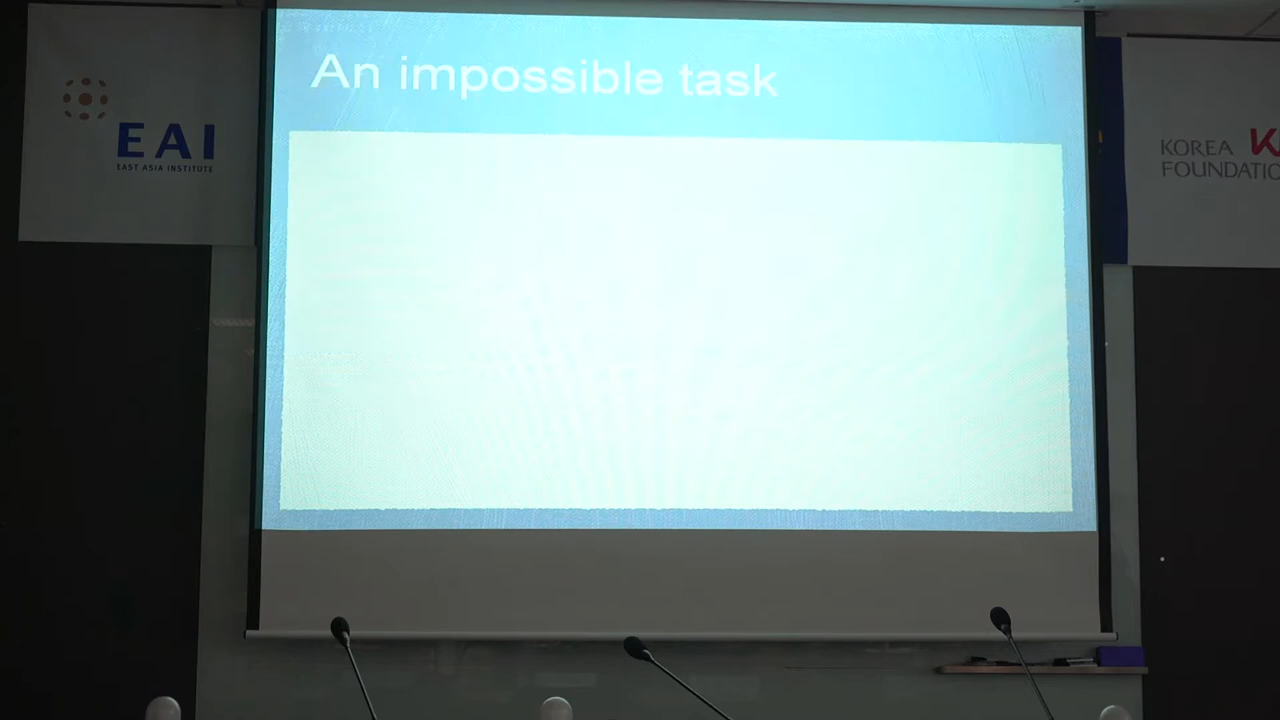 An impossible task
EAI
EAST ASIA INSTITUTE
KOREA
FOUNDATIO